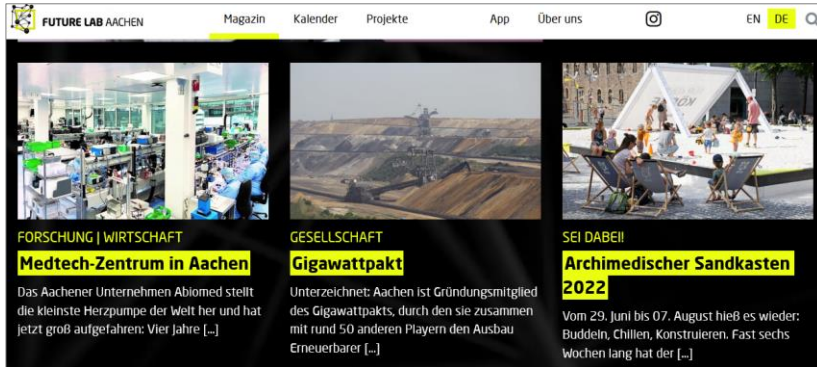 FUTURE LAB AACHEN
Magazin
Kalender
Projekte
App
Über uns
EN
DE
FORSCHUNG | WIRTSCHAFT
Medtech-Zentrum in Aachen
Das Aachener Unternehmen Abiomed stellt
die kleinste Herzpumpe der Welt her und hat
jetzt groß aufgefahren: Vier Jahre [...]
GESELLSCHAFT
Gigawattpakt
Unterzeichnet: Aachen ist Gründungsmitglied
des Gigawattpakts, durch den sie zusammen
mit rund 50 anderen Playern den Ausbau
Erneuerbarer [...]
SEI DABEI!
Archimedischer Sandkasten
2022
Vom 29. Juni bis 07. August hieß es wieder:
Buddeln, Chillen, Konstruieren. Fast sechs
Wochen lang hat der [...]